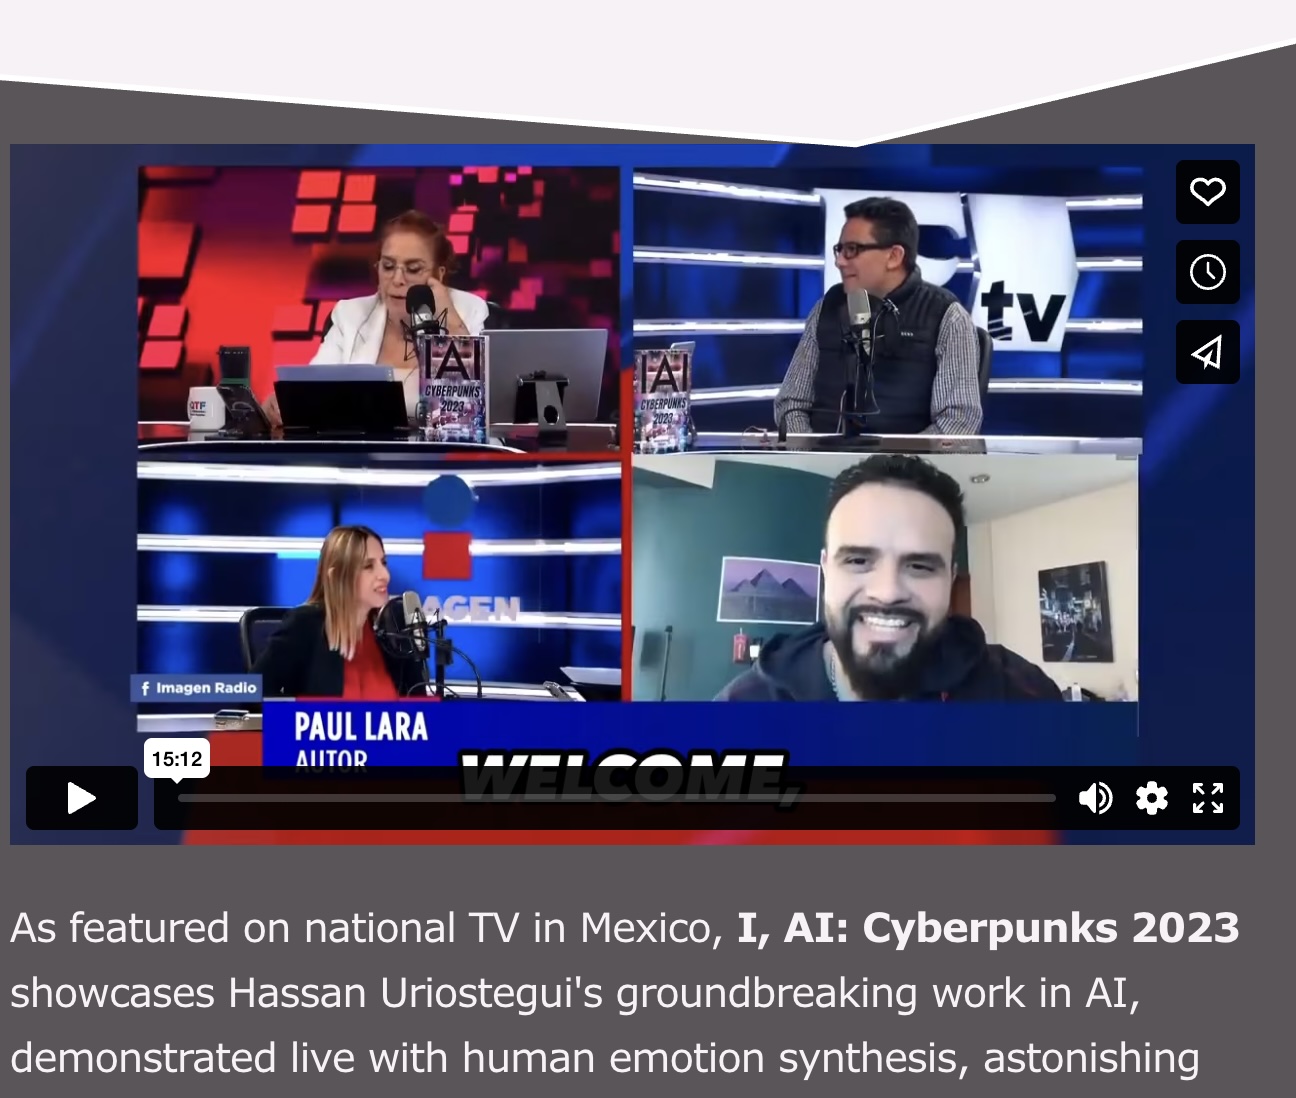 tv
IAI
CYBERPUNKS
2023
IAI
CYBERPUNKS
2023
QTF
IMAGEN
f Imagen Radio
PAUL LARA
AUTOR
WELCOME,
15:12
As featured on national TV in Mexico, I, AI: Cyberpunks 2023
showcases Hassan Uriostegui's groundbreaking work in AI,
demonstrated live with human emotion synthesis, astonishing